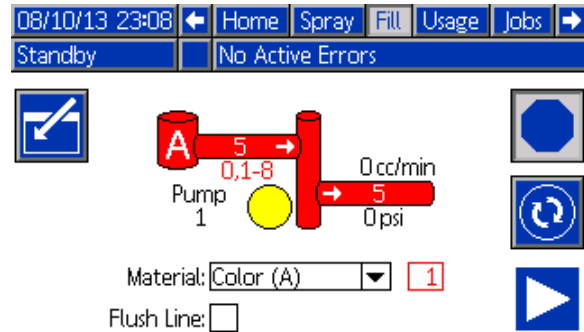 08/10/13 23:08 Home Spray Fill Usage Jobs
Standby No Active Errors
A
5
0,1-8
0 cc/min
Pump
1
5
0 psi
Material: Color (A) 1
Flush Line: